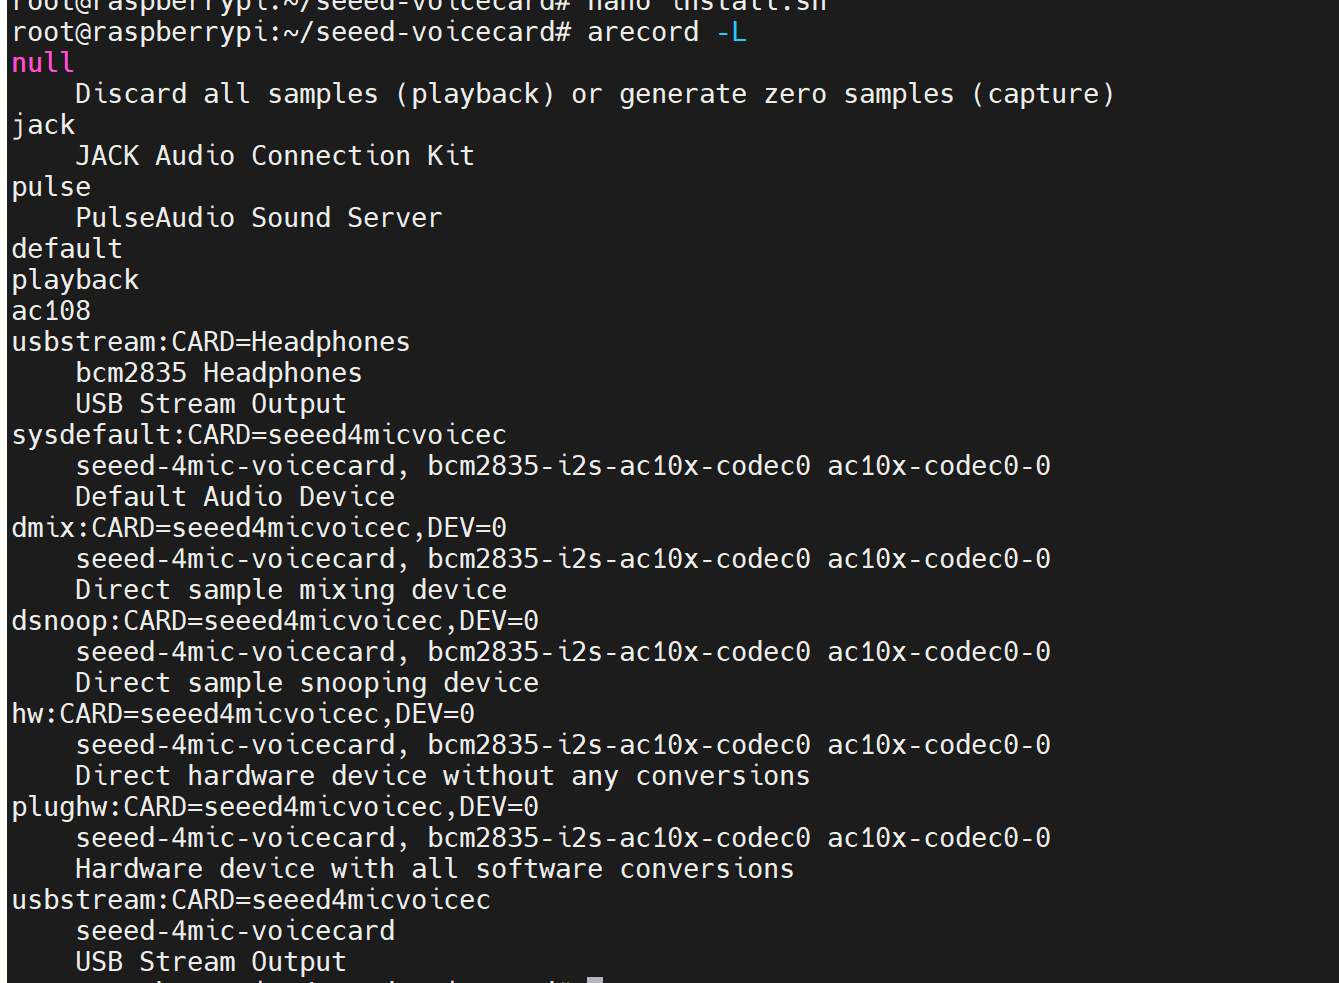 root@raspberrypi:~/seeed-voicecard# nano install.sh
root@raspberrypi:~/seeed-voicecard# arecord -L
null
    Discard all samples (playback) or generate zero samples (capture)
jack
    JACK Audio Connection Kit
pulse
    PulseAudio Sound Server
default
playback
ac108
usbstream:CARD=Headphones
    bcm2835 Headphones
    USB Stream Output
sysdefault:CARD=seeed4micvoicec
    seeed-4mic-voicecard, bcm2835-i2s-ac10x-codec0 ac10x-codec0-0
    Default Audio Device
dmix:CARD=seeed4micvoicec,DEV=0
    seeed-4mic-voicecard, bcm2835-i2s-ac10x-codec0 ac10x-codec0-0
    Direct sample mixing device
dsnoop:CARD=seeed4micvoicec,DEV=0
    seeed-4mic-voicecard, bcm2835-i2s-ac10x-codec0 ac10x-codec0-0
    Direct sample snooping device
hw:CARD=seeed4micvoicec,DEV=0
    seeed-4mic-voicecard, bcm2835-i2s-ac10x-codec0 ac10x-codec0-0
    Direct hardware device without any conversions
plughw:CARD=seeed4micvoicec,DEV=0
    seeed-4mic-voicecard, bcm2835-i2s-ac10x-codec0 ac10x-codec0-0
    Hardware device with all software conversions
usbstream:CARD=seeed4micvoicec
    seeed-4mic-voicecard
    USB Stream Output